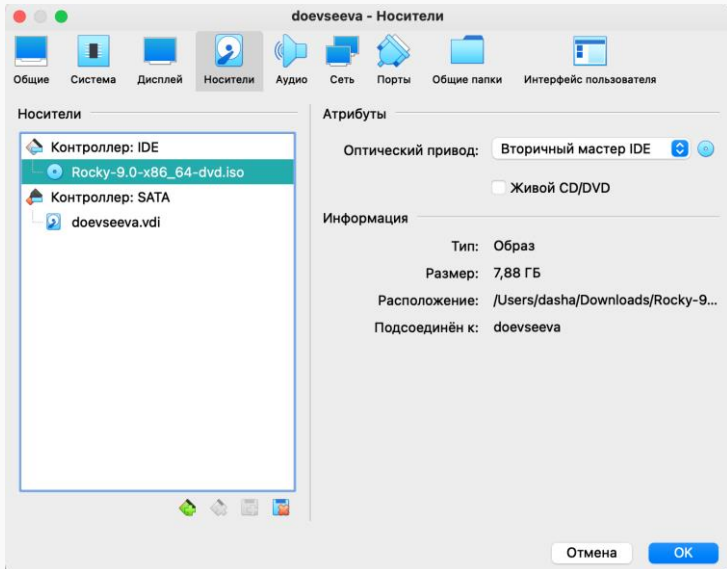 doevseeva - Носители
Общие Система Дисплей Носители Аудио Сеть Порты Общие папки Интерфейс пользователя
Носители
Контроллер: IDE
Rocky-9.0-x86_64-dvd.iso
Контроллер: SATA
doevseeva.vdi
Атрибуты
Оптический привод: Вторичный мастер IDE
Живой CD/DVD
Информация
Тип: Образ
Размер: 7,88 ГБ
Расположение: /Users/dasha/Downloads/Rocky-9...
Подсоединён к: doevseeva
Отмена OK